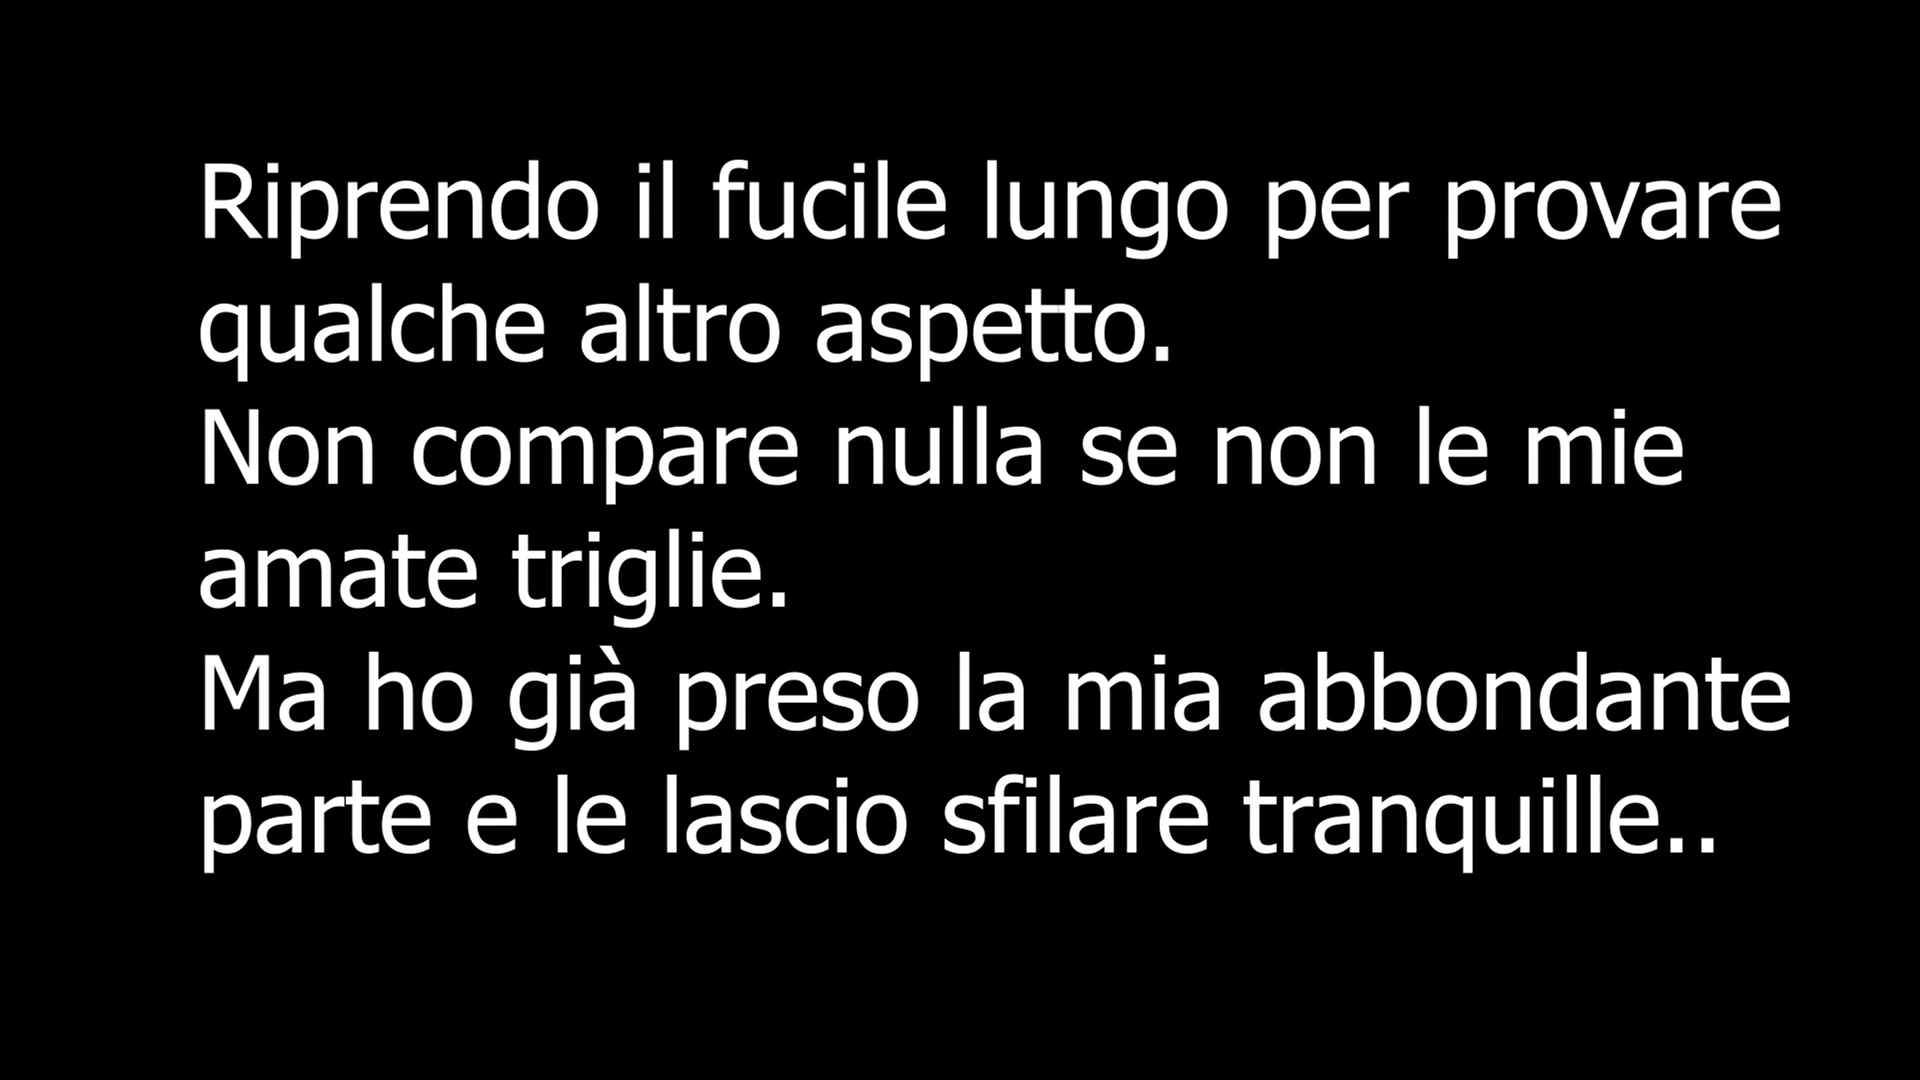 Riprendo il fucile lungo per provare
qualche altro aspetto.
Non compare nulla se non le mie
amate triglie.
Ma ho già preso la mia abbondante
parte e le lascio sfilare tranquille..